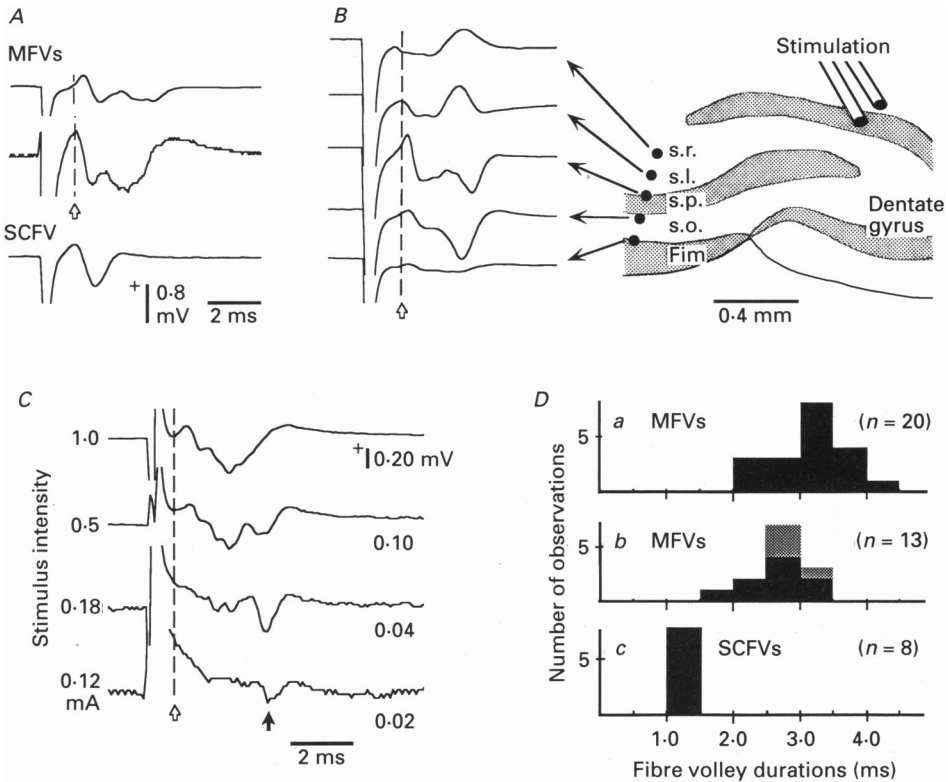 A
MFVs
SCFV
+ 0·8
mV
2 ms
B
Stimulation
s.r.
s.l.
s.p.
s.o.
Fim
Dentate
gyrus
0·4 mm
C
Stimulus intensity
1·0
+ 0·20 mV
0·5
0·10
0·18
0·04
0·12
mA
0·02
2 ms
D
Number of observations
5
a MFVs (n = 20)
5
b MFVs (n = 13)
5
c SCFVs (n = 8)
1·0 2·0 3·0 4·0
Fibre volley durations (ms)